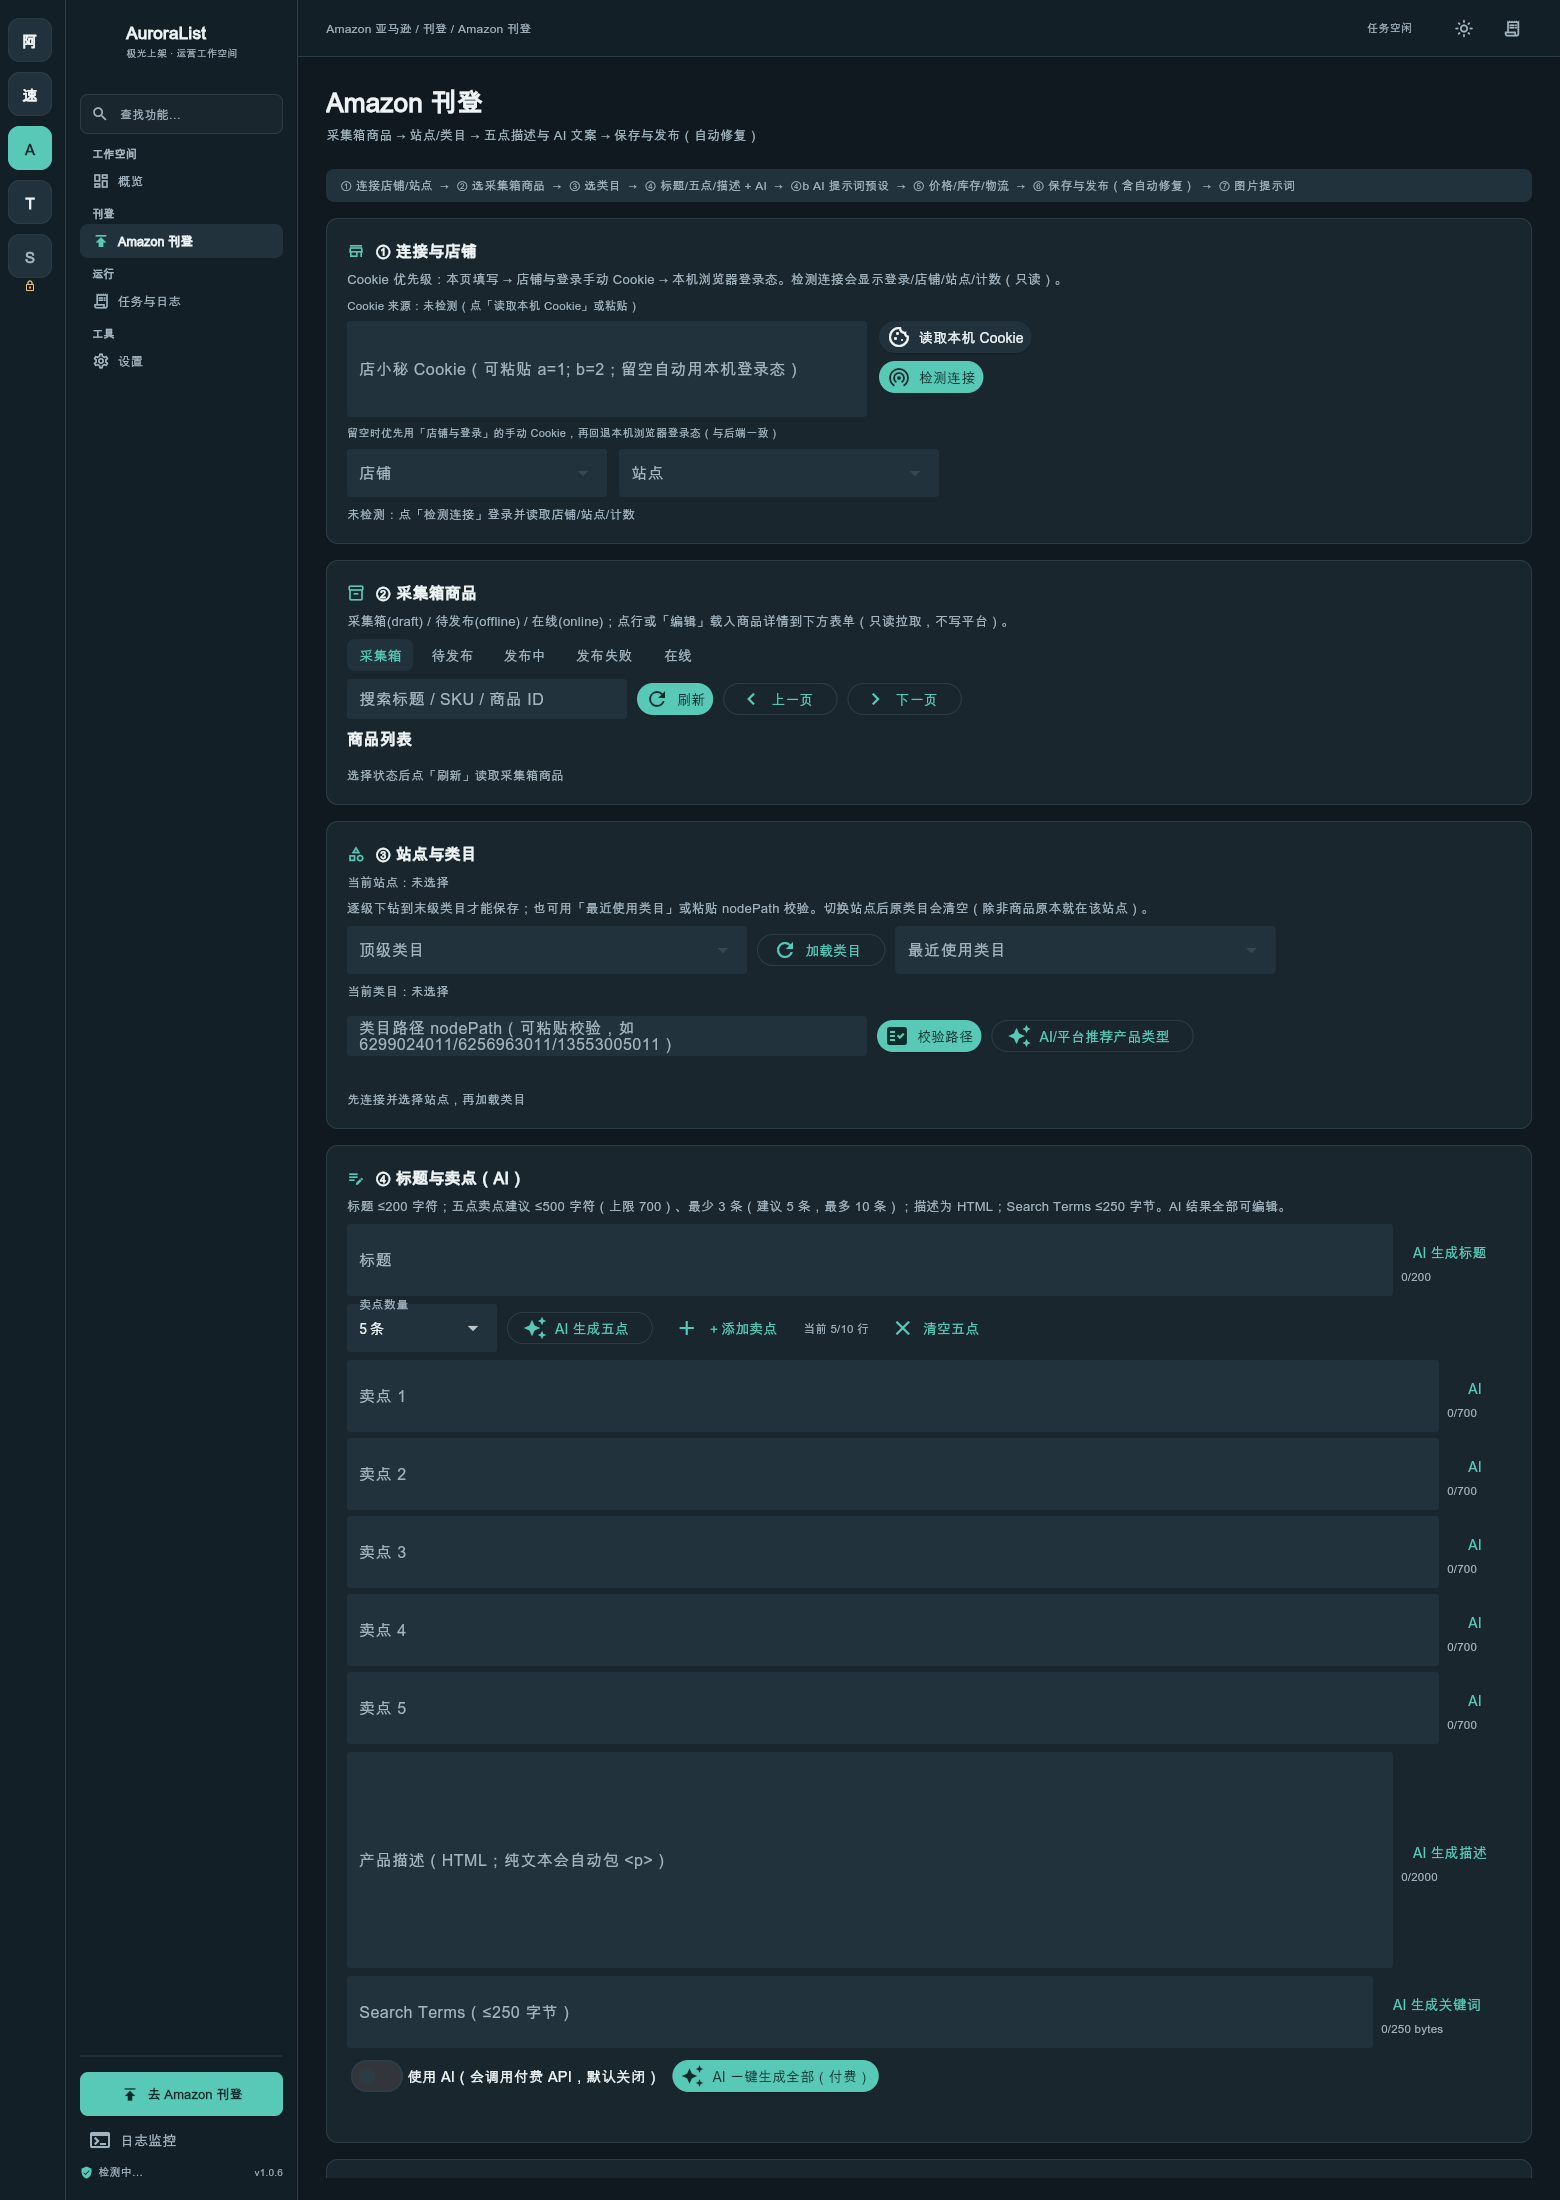 阿
速
A
T
S
AuroraList
极光上架 · 运营工作空间
查找功能...
工作空间
概览
刊登
Amazon 刊登
运行
任务与日志
工具
设置
去 Amazon 刊登
日志监控
检测中...
v1.0.6
Amazon 亚马逊 / 刊登 / Amazon 刊登
任务空闲
Amazon 刊登
采集箱商品 → 站点/类目 → 五点描述与 AI 文案 → 保存与发布（自动修复）
① 连接店铺/站点 → ② 选采集箱商品 → ③ 选类目 → ④ 标题/五点/描述 + AI → ④b AI 提示词预设 → ⑤ 价格/库存/物流 → ⑥ 保存与发布（含自动修复） → ⑦ 图片提示词
① 连接与店铺
Cookie 优先级：本页填写 → 店铺与登录手动 Cookie → 本机浏览器登录态。检测连接会显示登录/店铺/站点/计数（只读）。
Cookie 来源：未检测（点「读取本机 Cookie」或粘贴）
店小秘 Cookie（可粘贴 a=1; b=2；留空自动用本机登录态）
读取本机 Cookie
检测连接
留空时优先用「店铺与登录」的手动 Cookie，再回退本机浏览器登录态（与后端一致）
店铺
站点
未检测：点「检测连接」登录并读取店铺/站点/计数
② 采集箱商品
采集箱(draft) / 待发布(offline) / 在线(online)；点行或「编辑」载入商品详情到下方表单（只读拉取，不写平台）。
采集箱
待发布
发布中
发布失败
在线
搜索标题 / SKU / 商品 ID
刷新
上一页
下一页
商品列表
选择状态后点「刷新」读取采集箱商品
③ 站点与类目
当前站点：未选择
逐级下钻到末级类目才能保存；也可用「最近使用类目」或粘贴 nodePath 校验。切换站点后原类目会清空（除非商品原本就在该站点）。
顶级类目
加载类目
最近使用类目
当前类目：未选择
类目路径 nodePath（可粘贴校验，如
6299024011/6256963011/13553005011）
校验路径
AI/平台推荐产品类型
先连接并选择站点，再加载类目
④ 标题与卖点（AI）
标题 ≤200 字符；五点卖点建议 ≤500 字符（上限 700）、最少 3 条（建议 5 条，最多 10 条）；描述为 HTML；Search Terms ≤250 字节。AI 结果全部可编辑。
标题
AI 生成标题
0/200
卖点数量
5 条
AI 生成五点
+ 添加卖点
当前 5/10 行
清空五点
卖点 1
AI
0/700
卖点 2
AI
0/700
卖点 3
AI
0/700
卖点 4
AI
0/700
卖点 5
AI
0/700
产品描述（HTML；纯文本会自动包 <p>）
AI 生成描述
0/2000
Search Terms（≤250 字节）
AI 生成关键词
0/250 bytes
使用 AI（会调用付费 API，默认关闭）
AI 一键生成全部（付费）